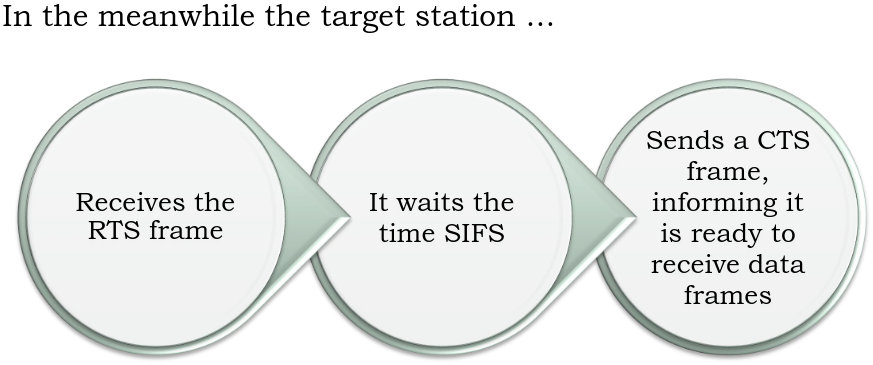 In the meanwhile the target station …
Receives the
RTS frame
It waits the
time SIFS
Sends a CTS
frame,
informing it
is ready to
receive data
frames